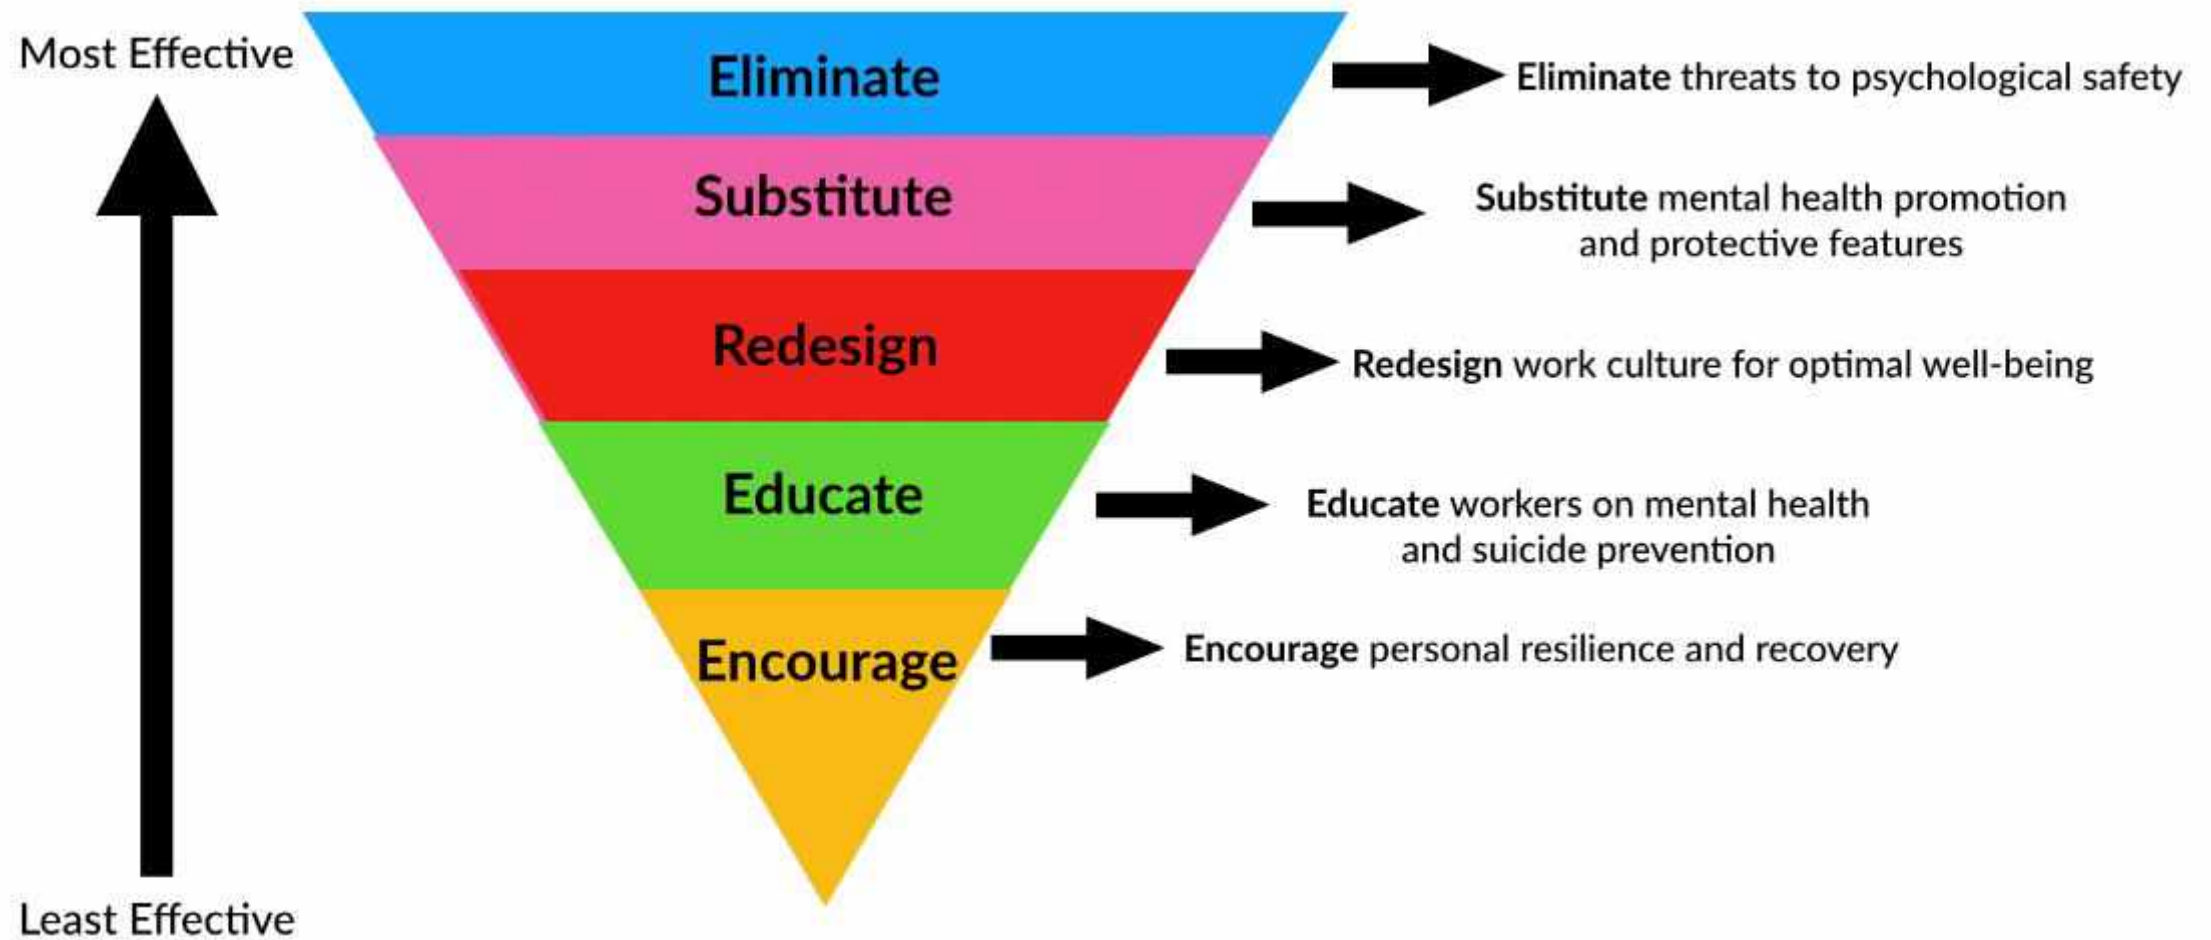 Most Effective
Eliminate
Eliminate threats to psychological safety
Substitute
Substitute mental health promotion
and protective features
Redesign
Redesign work culture for optimal well-being
Educate
Educate workers on mental health
and suicide prevention
Encourage
Encourage personal resilience and recovery
Least Effective